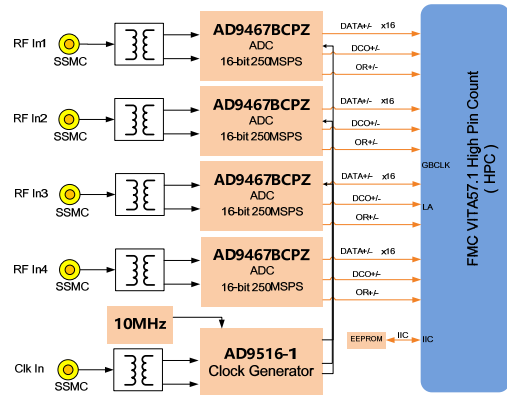 RF In1
SSMC
AD9467BCPZ
ADC
16-bit 250MSPS
DATA+/- x16
DCO+/-
OR+/-
RF In2
SSMC
AD9467BCPZ
ADC
16-bit 250MSPS
DATA+/- x16
DCO+/-
OR+/-
RF In3
SSMC
AD9467BCPZ
ADC
16-bit 250MSPS
DATA+/- x16
DCO+/-
OR+/-
RF In4
SSMC
AD9467BCPZ
ADC
16-bit 250MSPS
DATA+/- x16
DCO+/-
OR+/-
10MHz
Clk In
SSMC
AD9516-1
Clock Generator
EEPROM
IIC
GBCLK
LA
IIC
FMC VITA57.1 High Pin Count
( HPC )